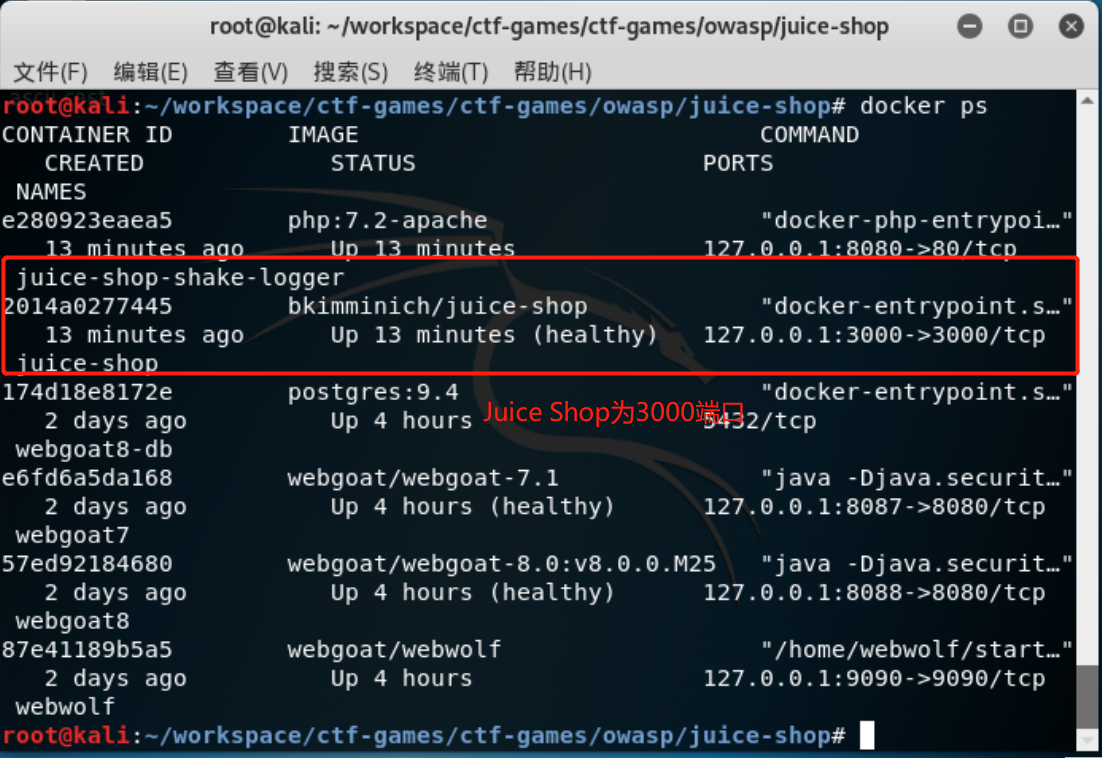 root@kali: ~/workspace/ctf-games/ctf-games/owasp/juice-shop
文件(F) 编辑(E) 查看(V) 搜索(S) 终端(T) 帮助(H)
root@kali:~/workspace/ctf-games/ctf-games/owasp/juice-shop# docker ps
CONTAINER ID IMAGE COMMAND
CREATED STATUS PORTS
NAMES
e280923eaea5 php:7.2-apache "docker-php-entrypoi…"
13 minutes ago Up 13 minutes 127.0.0.1:8080->80/tcp
juice-shop-shake-logger
2014a0277445 bkimminich/juice-shop "docker-entrypoint.s…"
13 minutes ago Up 13 minutes (healthy) 127.0.0.1:3000->3000/tcp
juice-shop
174d18e8172e postgres:9.4 "docker-entrypoint.s…"
2 days ago Up 4 hours 5432/tcp
Juice Shop为3000端口
webgoat8-db
e6fd6a5da168 webgoat/webgoat-7.1 "java -Djava.securit…"
2 days ago Up 4 hours (healthy) 127.0.0.1:8087->8080/tcp
webgoat7
57ed92184680 webgoat/webgoat-8.0:v8.0.0.M25 "java -Djava.securit…"
2 days ago Up 4 hours (healthy) 127.0.0.1:8088->8080/tcp
webgoat8
87e41189b5a5 webgoat/webwolf "/home/webwolf/start…"
2 days ago Up 4 hours 127.0.0.1:9090->9090/tcp
webwolf
root@kali:~/workspace/ctf-games/ctf-games/owasp/juice-shop#